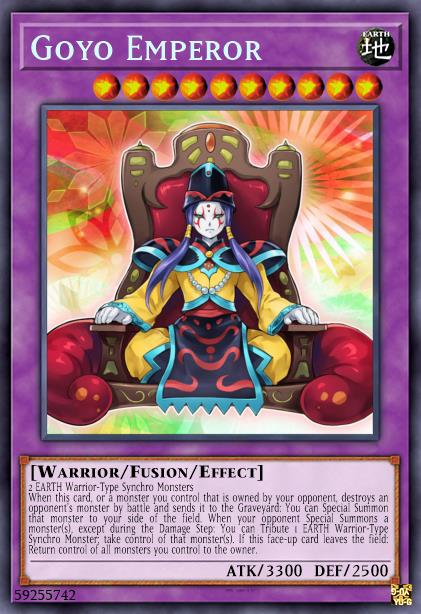 GOYO EMPEROR
EARTH
地
[WARRIOR/FUSION/EFFECT]
2 EARTH Warrior-Type Synchro Monsters
When this card, or a monster you control that is owned by your opponent, destroys an
opponent's monster by battle and sends it to the Graveyard: You can Special Summon
that monster to your side of the field. When your opponent Special Summons a
monster(s), except during the Damage Step: You can Tribute 1 EARTH Warrior-Type
Synchro Monster; take control of that monster(s). If this face-up card leaves the field:
Return control of all monsters you control to the owner.
ATK/3300 DEF/2500
59255742